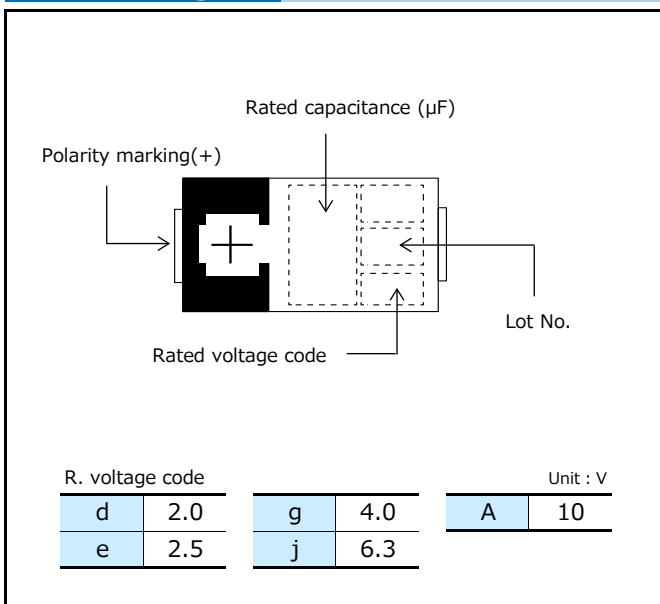 Rated capacitance (μF)
Polarity marking(+)
Lot No.
Rated voltage code
R. voltage code
Unit : V
d 2.0 g 4.0 A 10
e 2.5 j 6.3